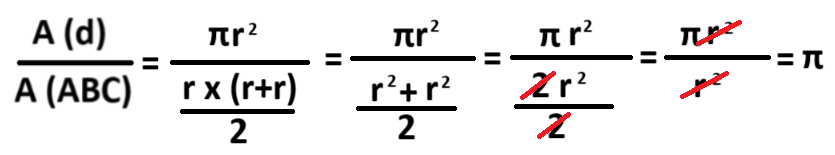 A (d) / A (ABC) = πr² / (r x (r+r) / 2) = πr² / (r² + r² / 2) = π r² / (2 r² / 2) = π r² / r² = π